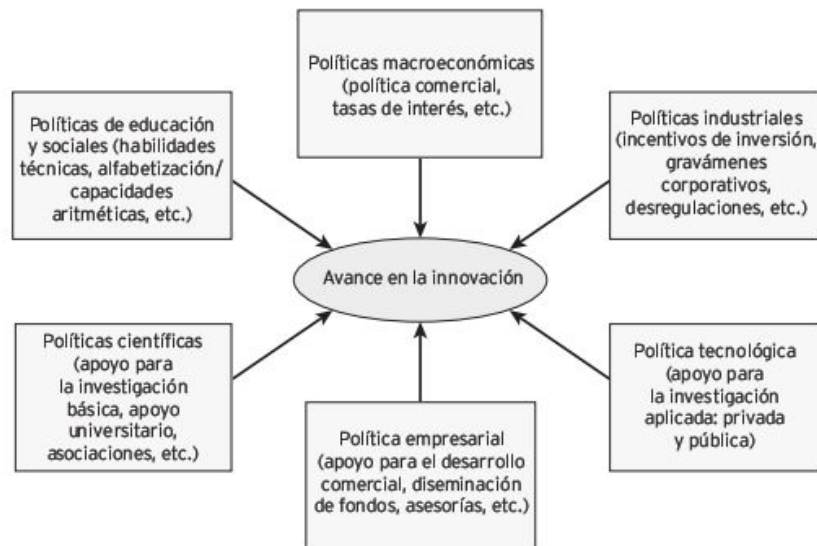 Políticas macroeconómicas
(política comercial,
tasas de interés, etc.)
Políticas de educación
y sociales (habilidades
técnicas, alfabetización/
capacidades
aritméticas, etc.)
Políticas industriales
(incentivos de inversión,
gravámenes
corporativos,
desregulaciones, etc.)
Avance en la innovación
Políticas científicas
(apoyo para
la investigación
básica, apoyo
universitario,
asociaciones, etc.)
Política empresarial
(apoyo para el desarrollo
comercial, diseminación
de fondos, asesorías, etc.)
Política tecnológica
(apoyo para
la investigación
aplicada: privada
y pública)